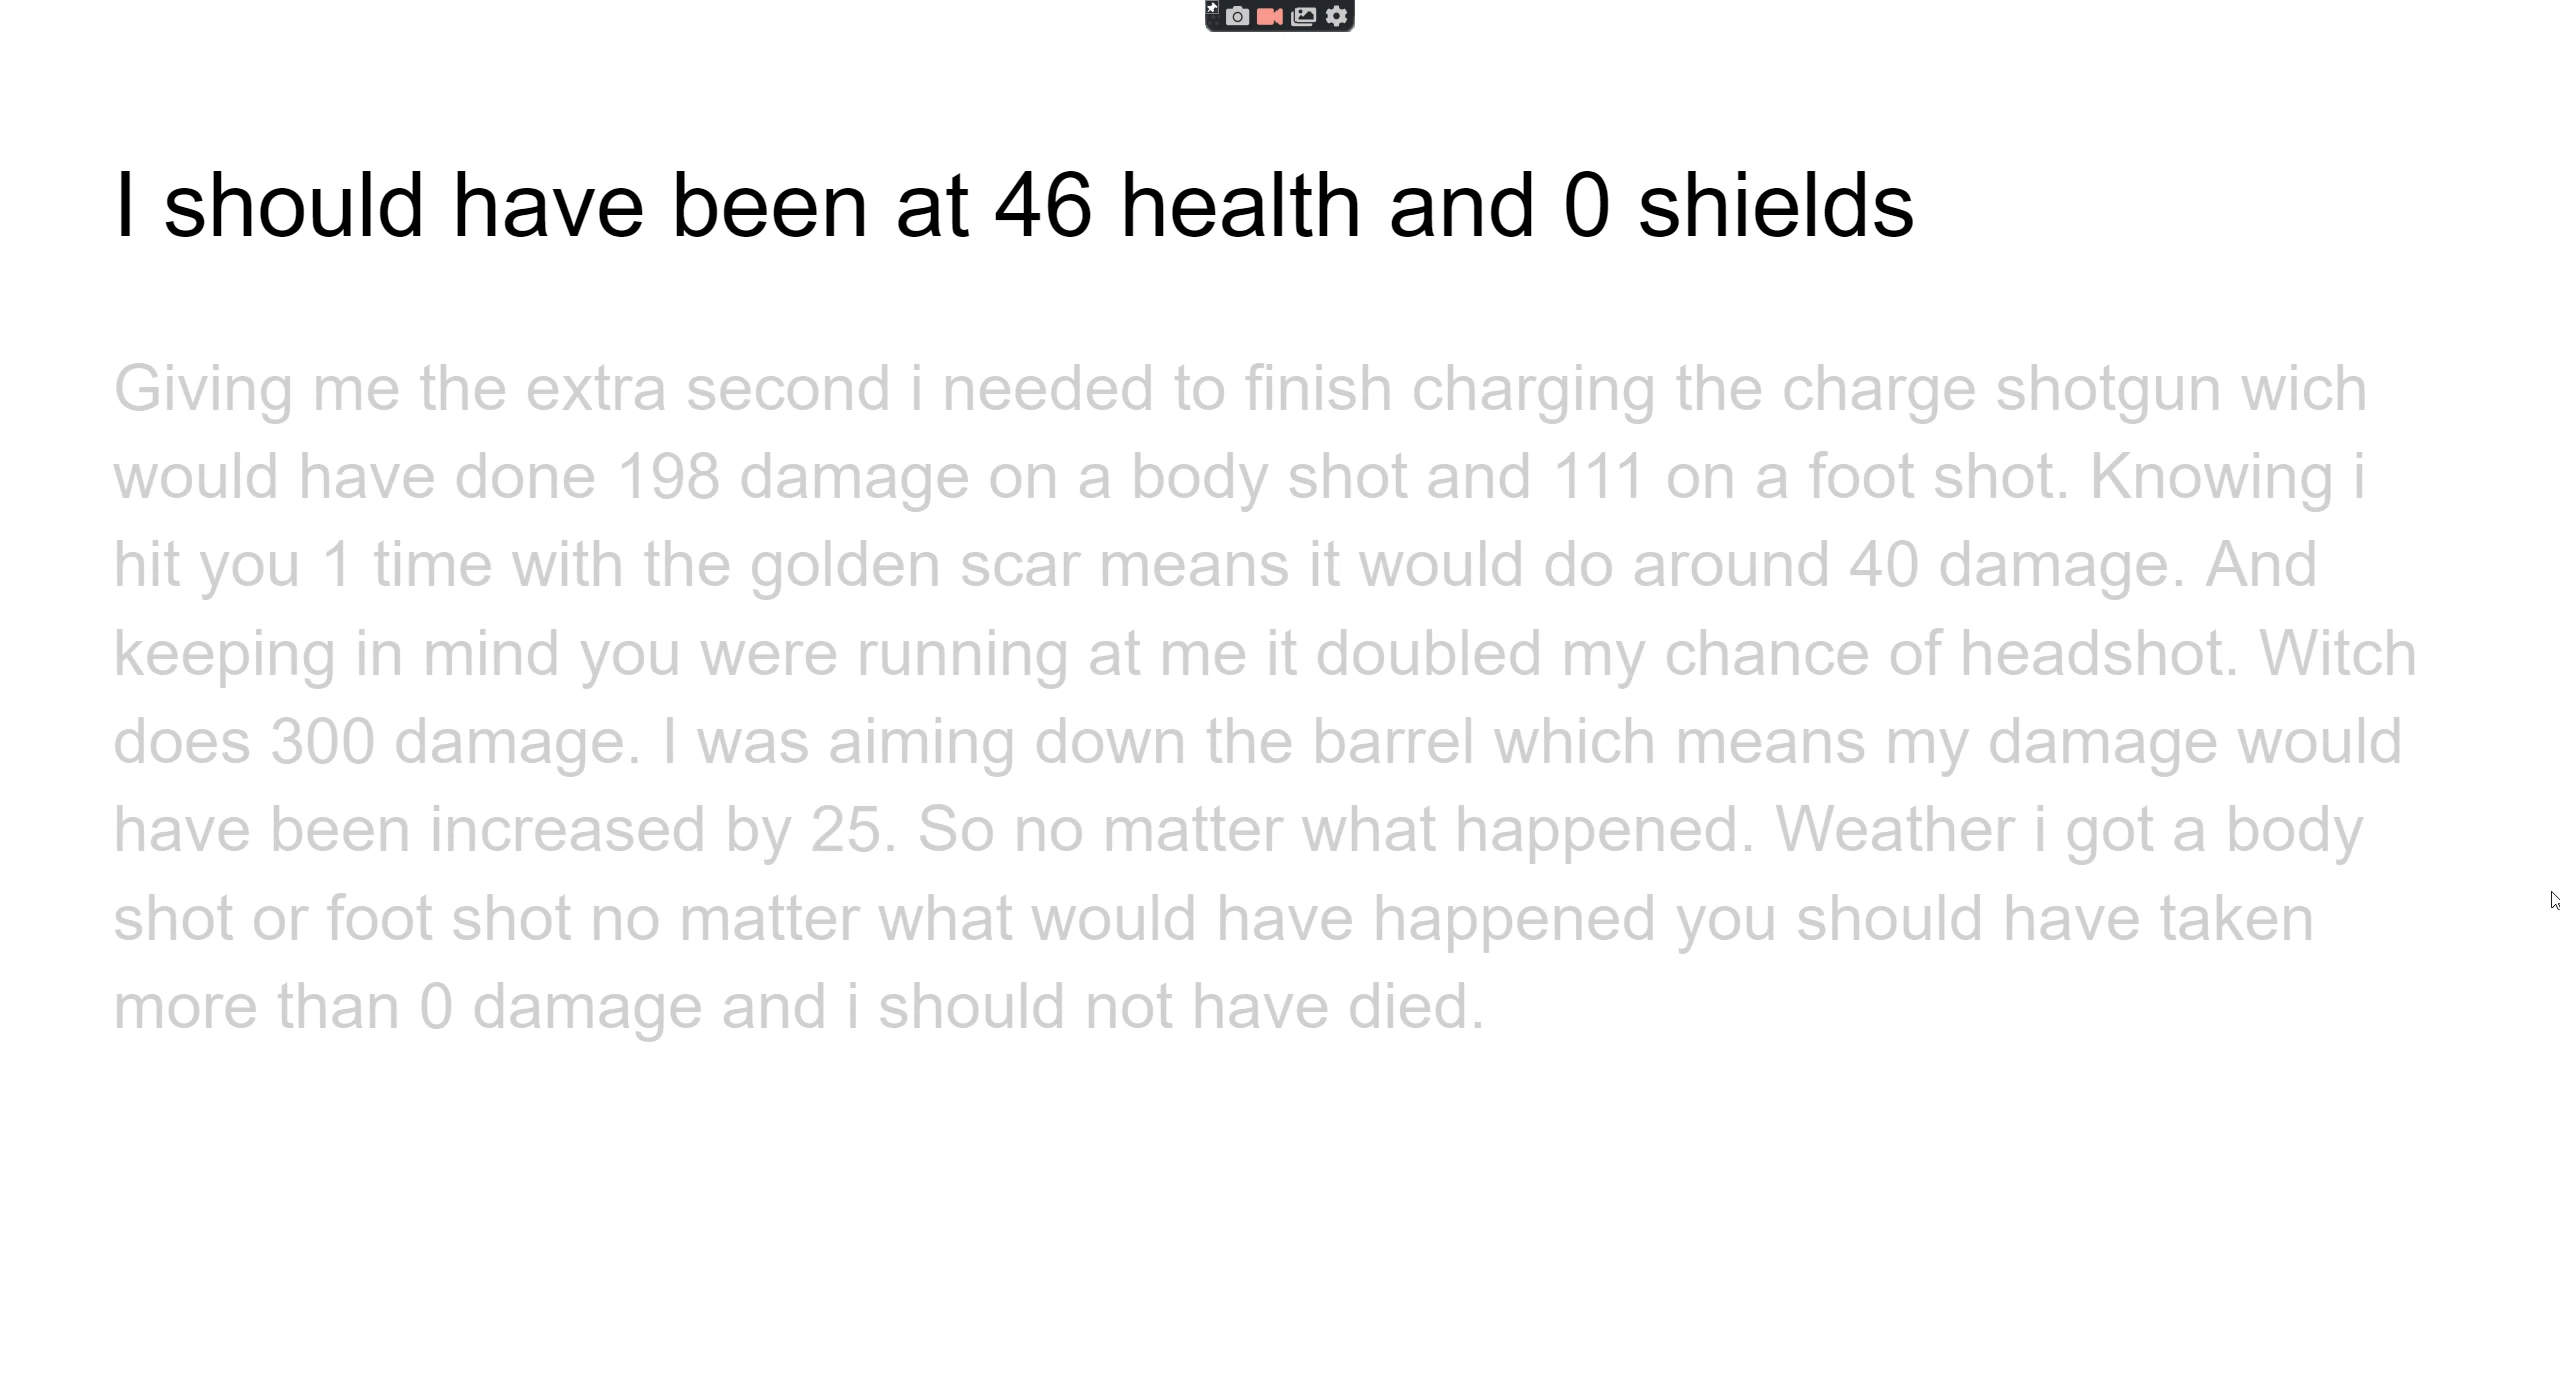 I should have been at 46 health and 0 shields
Giving me the extra second i needed to finish charging the charge shotgun wich
would have done 198 damage on a body shot and 111 on a foot shot. Knowing i
hit you 1 time with the golden scar means it would do around 40 damage. And
keeping in mind you were running at me it doubled my chance of headshot. Witch
does 300 damage. I was aiming down the barrel which means my damage would
have been increased by 25. So no matter what happened. Weather i got a body
shot or foot shot no matter what would have happened you should have taken
more than 0 damage and i should not have died.